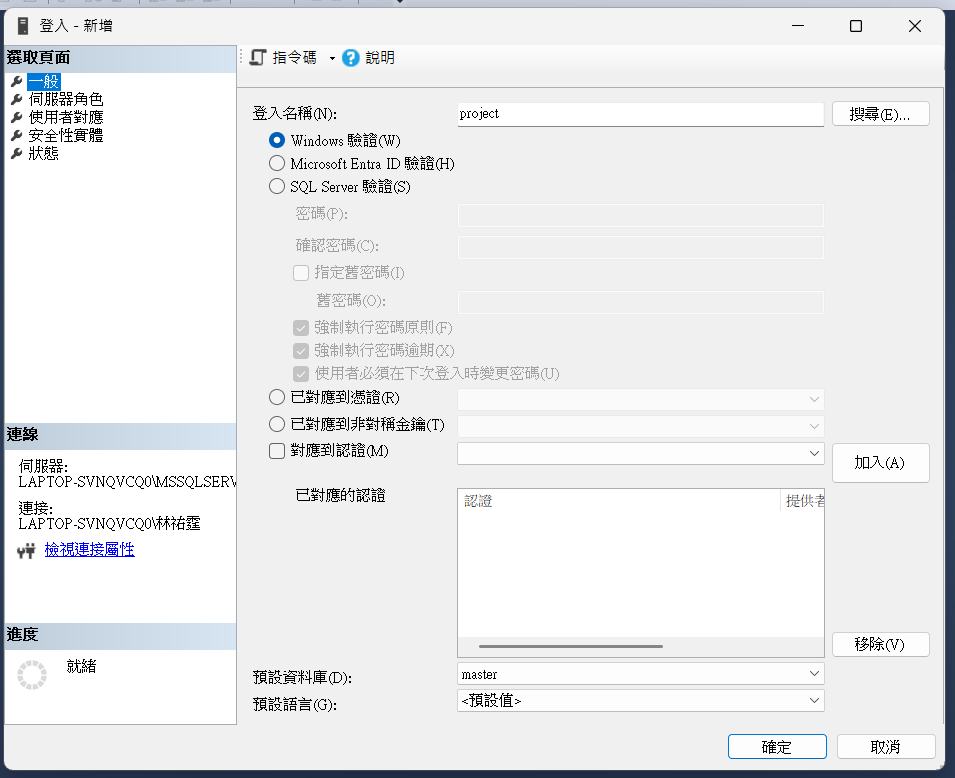 登入 - 新增
選取頁面
一般
伺服器角色
使用者對應
安全性實體
狀態
指令碼
說明
登入名稱(N):
project
搜尋(E)...
Windows 驗證(W)
Microsoft Entra ID 驗證(H)
SQL Server 驗證(S)
密碼(P):
確認密碼(C):
指定舊密碼(I)
舊密碼(O):
強制執行密碼原則(F)
強制執行密碼逾期(X)
使用者必須在下次登入時變更密碼(U)
已對應到憑證(R)
已對應到非對稱金鑰(T)
對應到認證(M)
加入(A)
已對應的認證
認證
提供者
移除(V)
預設資料庫(D):
master
預設語言(G):
<預設值>
連線
伺服器:
LAPTOP-SVNQVCQ0\MSSQLSERV
連接:
LAPTOP-SVNQVCQ0\林祐霆
檢視連接屬性
進度
就緒
確定
取消